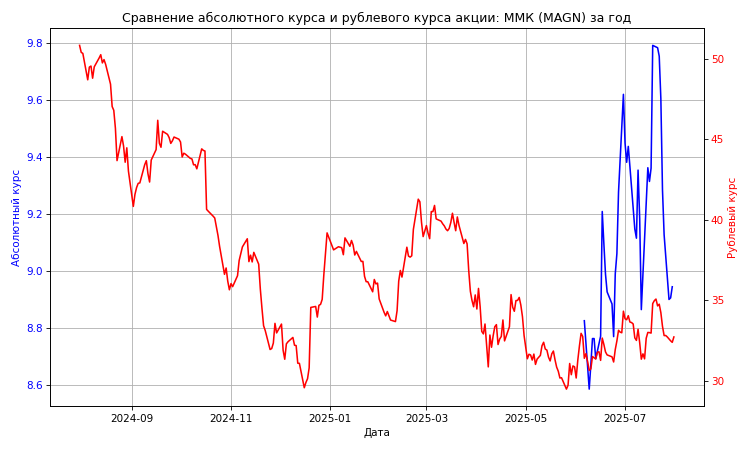 Сравнение абсолютного курса и рублевого курса акции: ММК (MAGN) за год
9.8
9.6
9.4
9.2
9.0
8.8
8.6
Абсолютный курс
50
45
40
35
30
Рублевый курс
2024-09 2024-11 2025-01 2025-03 2025-05 2025-07
Дата